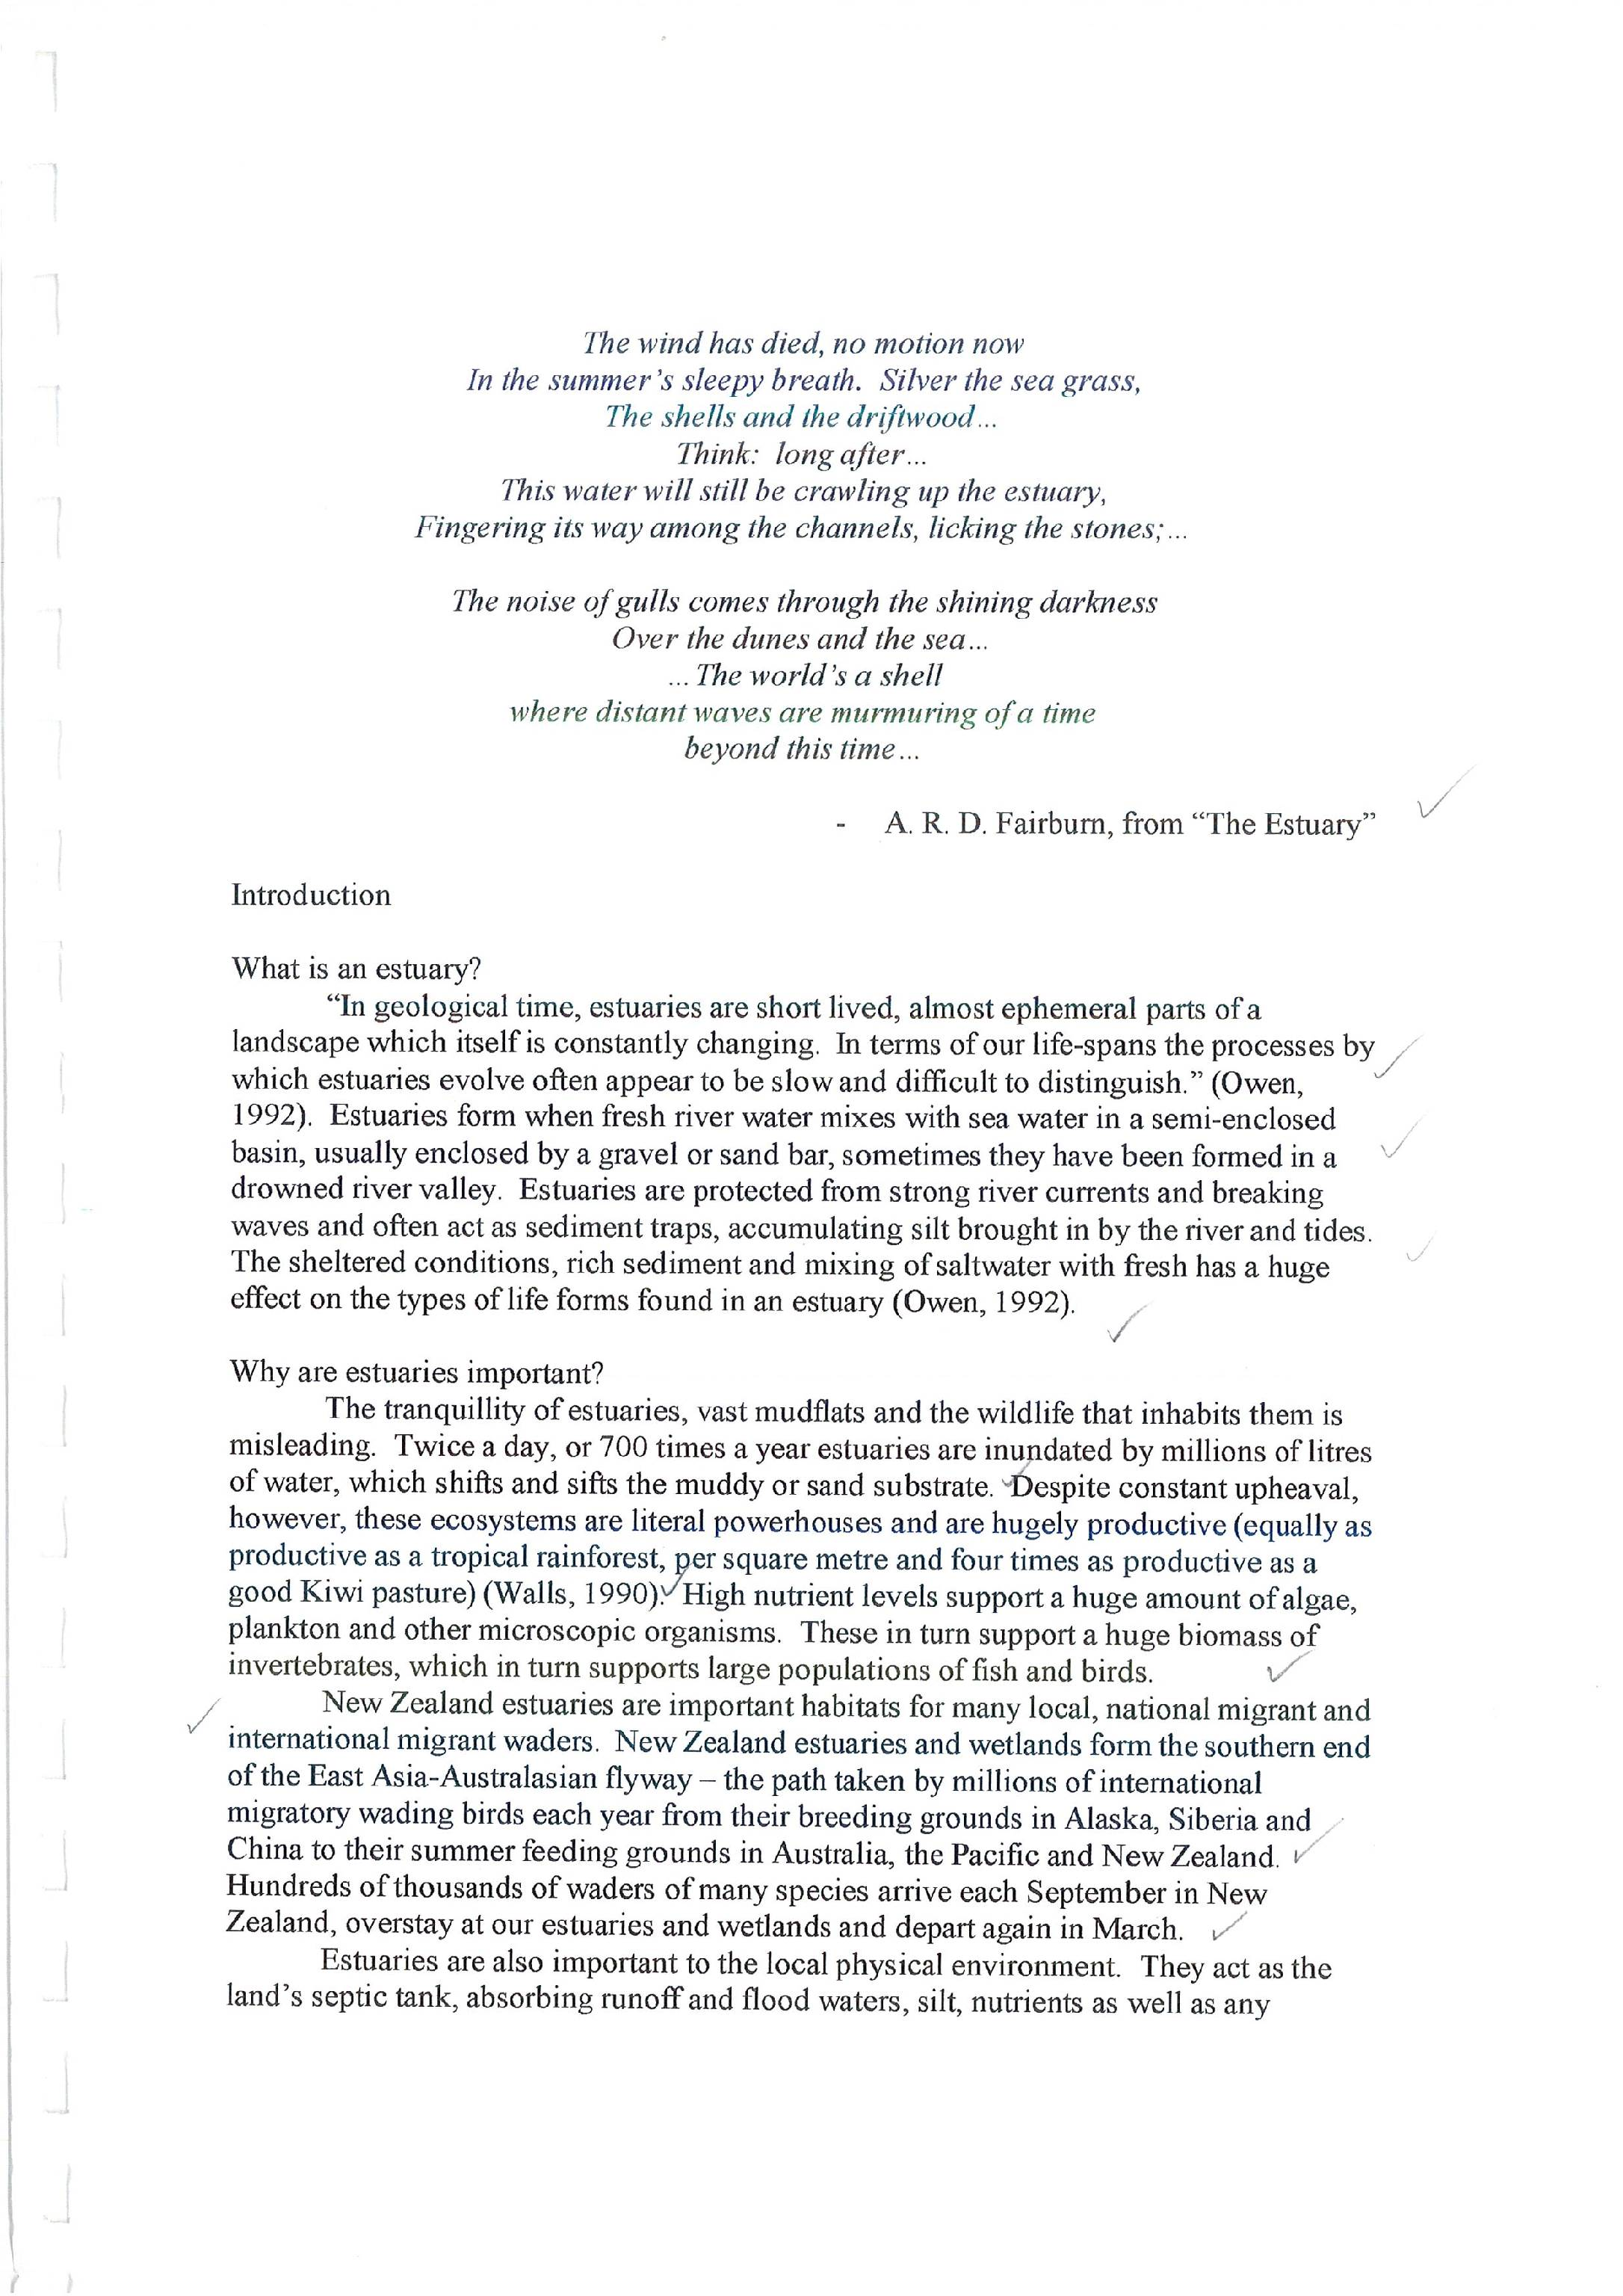 The wind has died, no motion now
In the summer's sleepy breath.  Silver the sea grass,
The shells and the driftwood...
Think:  long after...
This water will still be crawling up the estuary,
Fingering its way among the channels, licking the stones;...
The noise of gulls comes through the shining darkness
Over the dunes and the sea...
... The world's a shell
where distant waves are murmuring of a time
beyond this time...
- A. R. D. Fairburn, from “The Estuary”
Introduction
What is an estuary?
“In geological time, estuaries are short lived, almost ephemeral parts of a
landscape which itself is constantly changing.  In terms of our life-spans the processes by
which estuaries evolve often appear to be slow and difficult to distinguish.” (Owen,
1992).  Estuaries form when fresh river water mixes with sea water in a semi-enclosed
basin, usually enclosed by a gravel or sand bar, sometimes they have been formed in a
drowned river valley.  Estuaries are protected from strong river currents and breaking
waves and often act as sediment traps, accumulating silt brought in by the river and tides.
The sheltered conditions, rich sediment and mixing of saltwater with fresh has a huge
effect on the types of life forms found in an estuary (Owen, 1992).
Why are estuaries important?
The tranquillity of estuaries, vast mudflats and the wildlife that inhabits them is
misleading.  Twice a day, or 700 times a year estuaries are inundated by millions of litres
of water, which shifts and sifts the muddy or sand substrate.  Despite constant upheaval,
however, these ecosystems are literal powerhouses and are hugely productive (equally as
productive as a tropical rainforest, per square metre and four times as productive as a
good Kiwi pasture) (Walls, 1990).  High nutrient levels support a huge amount of algae,
plankton and other microscopic organisms.  These in turn support a huge biomass of
invertebrates, which in turn supports large populations of fish and birds.
New Zealand estuaries are important habitats for many local, national migrant and
international migrant waders.  New Zealand estuaries and wetlands form the southern end
of the East Asia-Australasian flyway – the path taken by millions of international
migratory wading birds each year from their breeding grounds in Alaska, Siberia and
China to their summer feeding grounds in Australia, the Pacific and New Zealand.
Hundreds of thousands of waders of many species arrive each September in New
Zealand, overstay at our estuaries and wetlands and depart again in March.
Estuaries are also important to the local physical environment.  They act as the
land's septic tank, absorbing runoff and flood waters, silt, nutrients as well as any